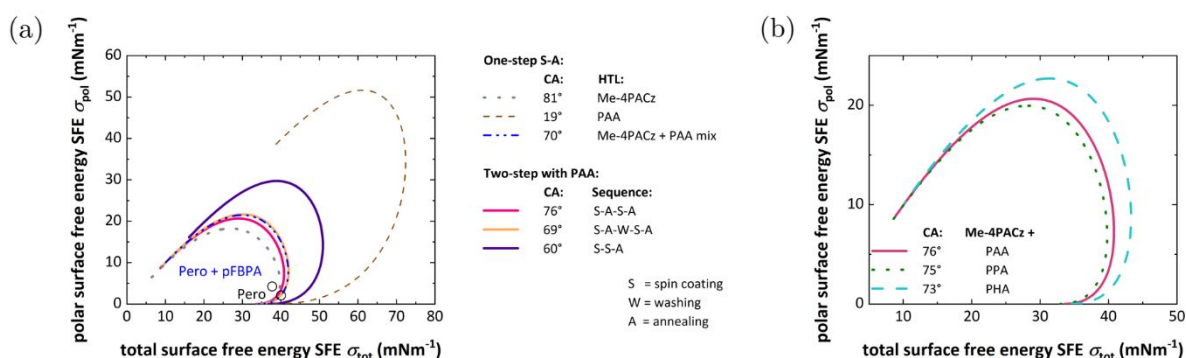 (a)
polar surface free energy SFE σpol (mNm⁻¹)
60
50
40
30
20
10
0
0 10 20 30 40 50 60 70 80
total surface free energy SFE σtot (mNm⁻¹)
Pero + pFBPA
Pero
One-step S-A:
CA: HTL:
81° Me-4PACz
19° PAA
70° Me-4PACz + PAA mix
Two-step with PAA:
CA: Sequence:
76° S-A-S-A
69° S-A-W-S-A
60° S-S-A
S = spin coating
W = washing
A = annealing
(b)
polar surface free energy SFE σpol (mNm⁻¹)
20
10
0
CA: Me-4PACz +
76° PAA
75° PPA
73° PHA
10 20 30 40 50
total surface free energy SFE σtot (mNm⁻¹)